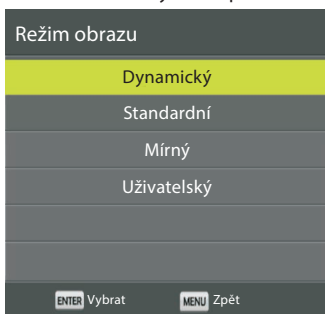 Režim obrazu
Dynamický
Standardní
Mírný
Uživatelský
ENTER Vybrat MENU Zpět